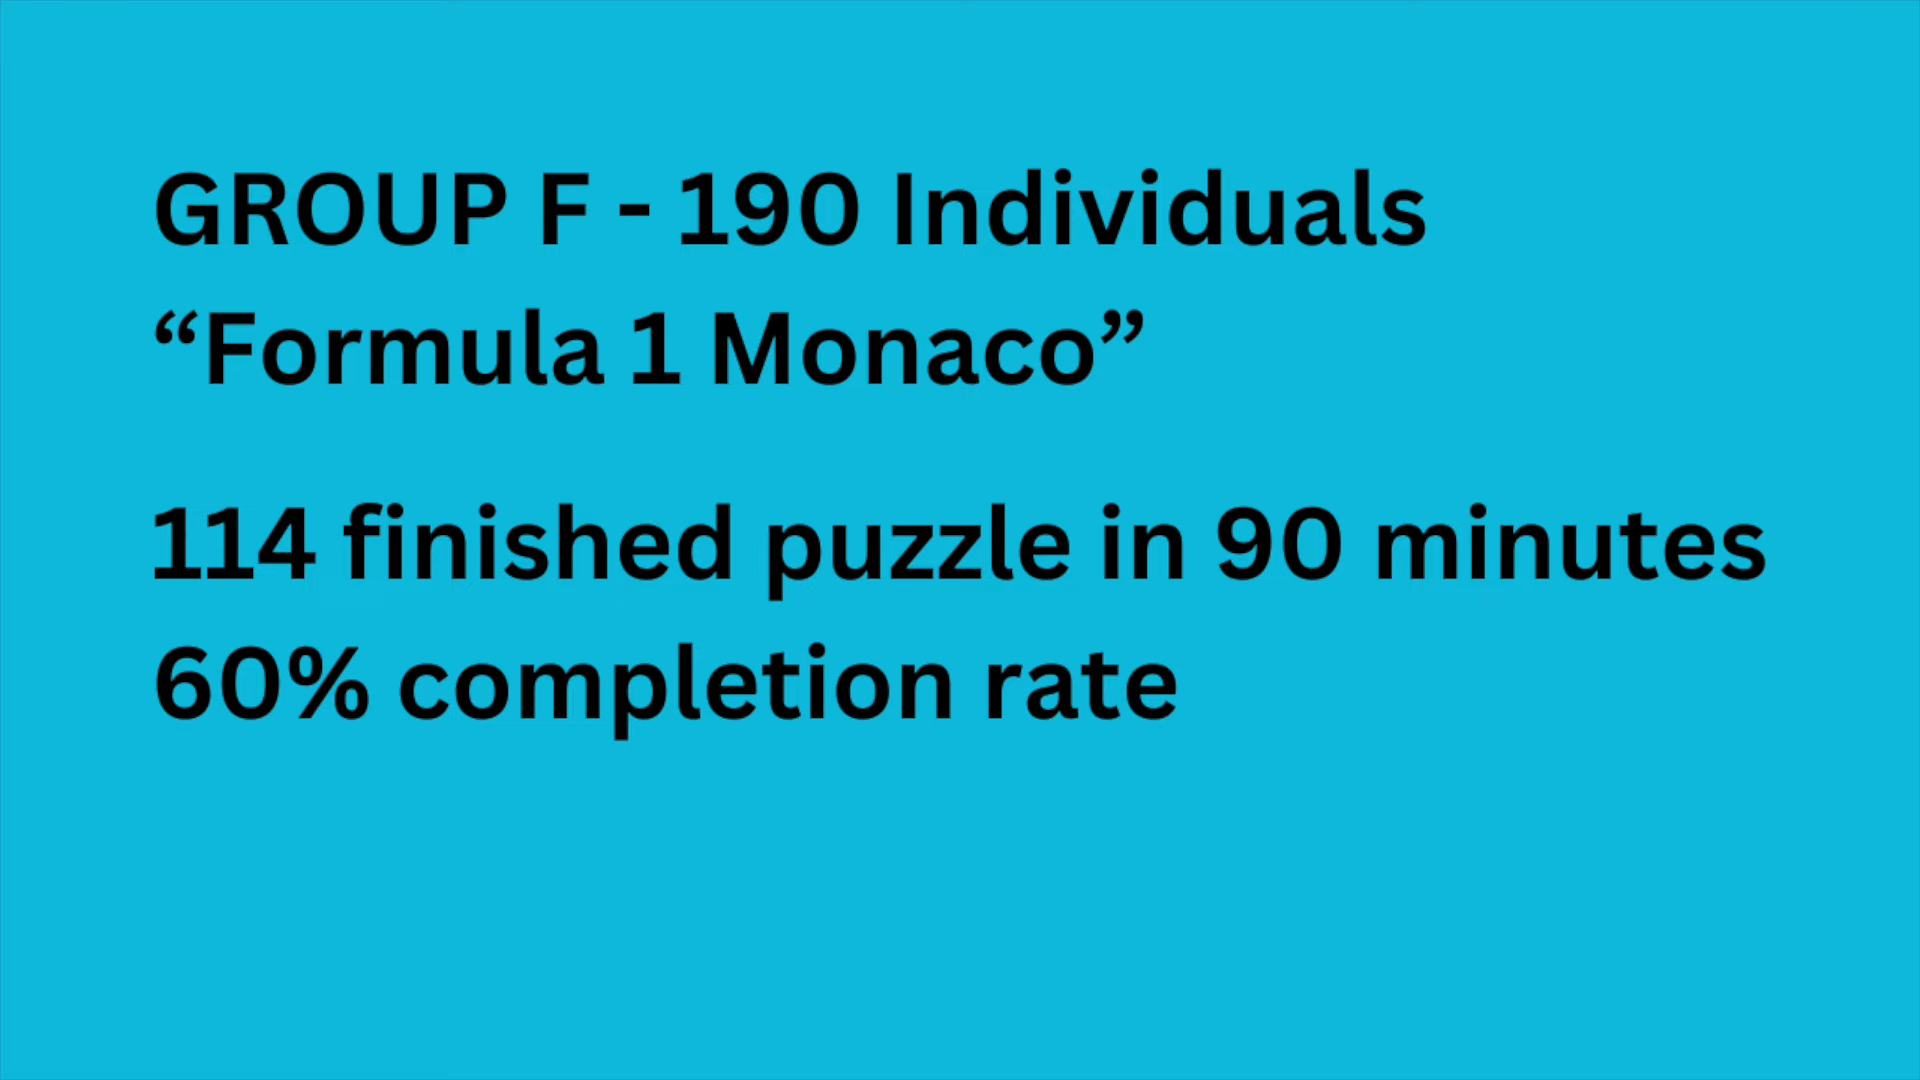 GROUP F - 190 Individuals
“Formula 1 Monaco”
114 finished puzzle in 90 minutes
60% completion rate